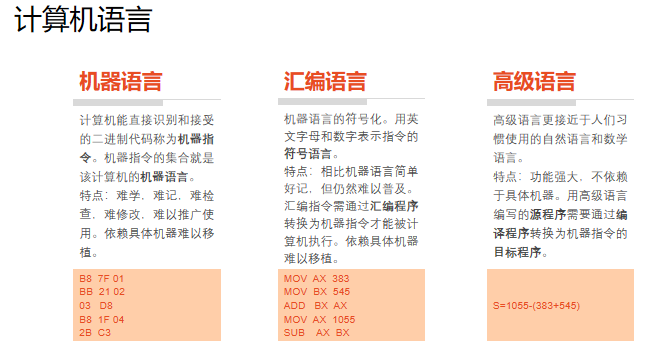 计算机语言
机器语言
计算机能直接识别和接受
的二进制代码称为机器指
令。机器指令的集合就是
该计算机的机器语言。
特点：难学，难记，难检
查，难修改，难以推广使
用。依赖具体机器难以移
植。
B8 7F 01
BB 21 02
03 D8
B8 1F 04
2B C3
汇编语言
机器语言的符号化。用英
文字母和数字表示指令的
符号语言。
特点：相比机器语言简单
好记，但仍然难以普及。
汇编指令需通过汇编程序
转换为机器指令才能被计
算机执行。依赖具体机器
难以移植。
MOV AX 383
MOV BX 545
ADD BX AX
MOV AX 1055
SUB AX BX
高级语言
高级语言更接近于人们习
惯使用的自然语言和数学
语言。
特点：功能强大，不依赖
于具体机器。用高级语言
编写的源程序需要通过编
译程序转换为机器指令的
目标程序。
S=1055-(383+545)